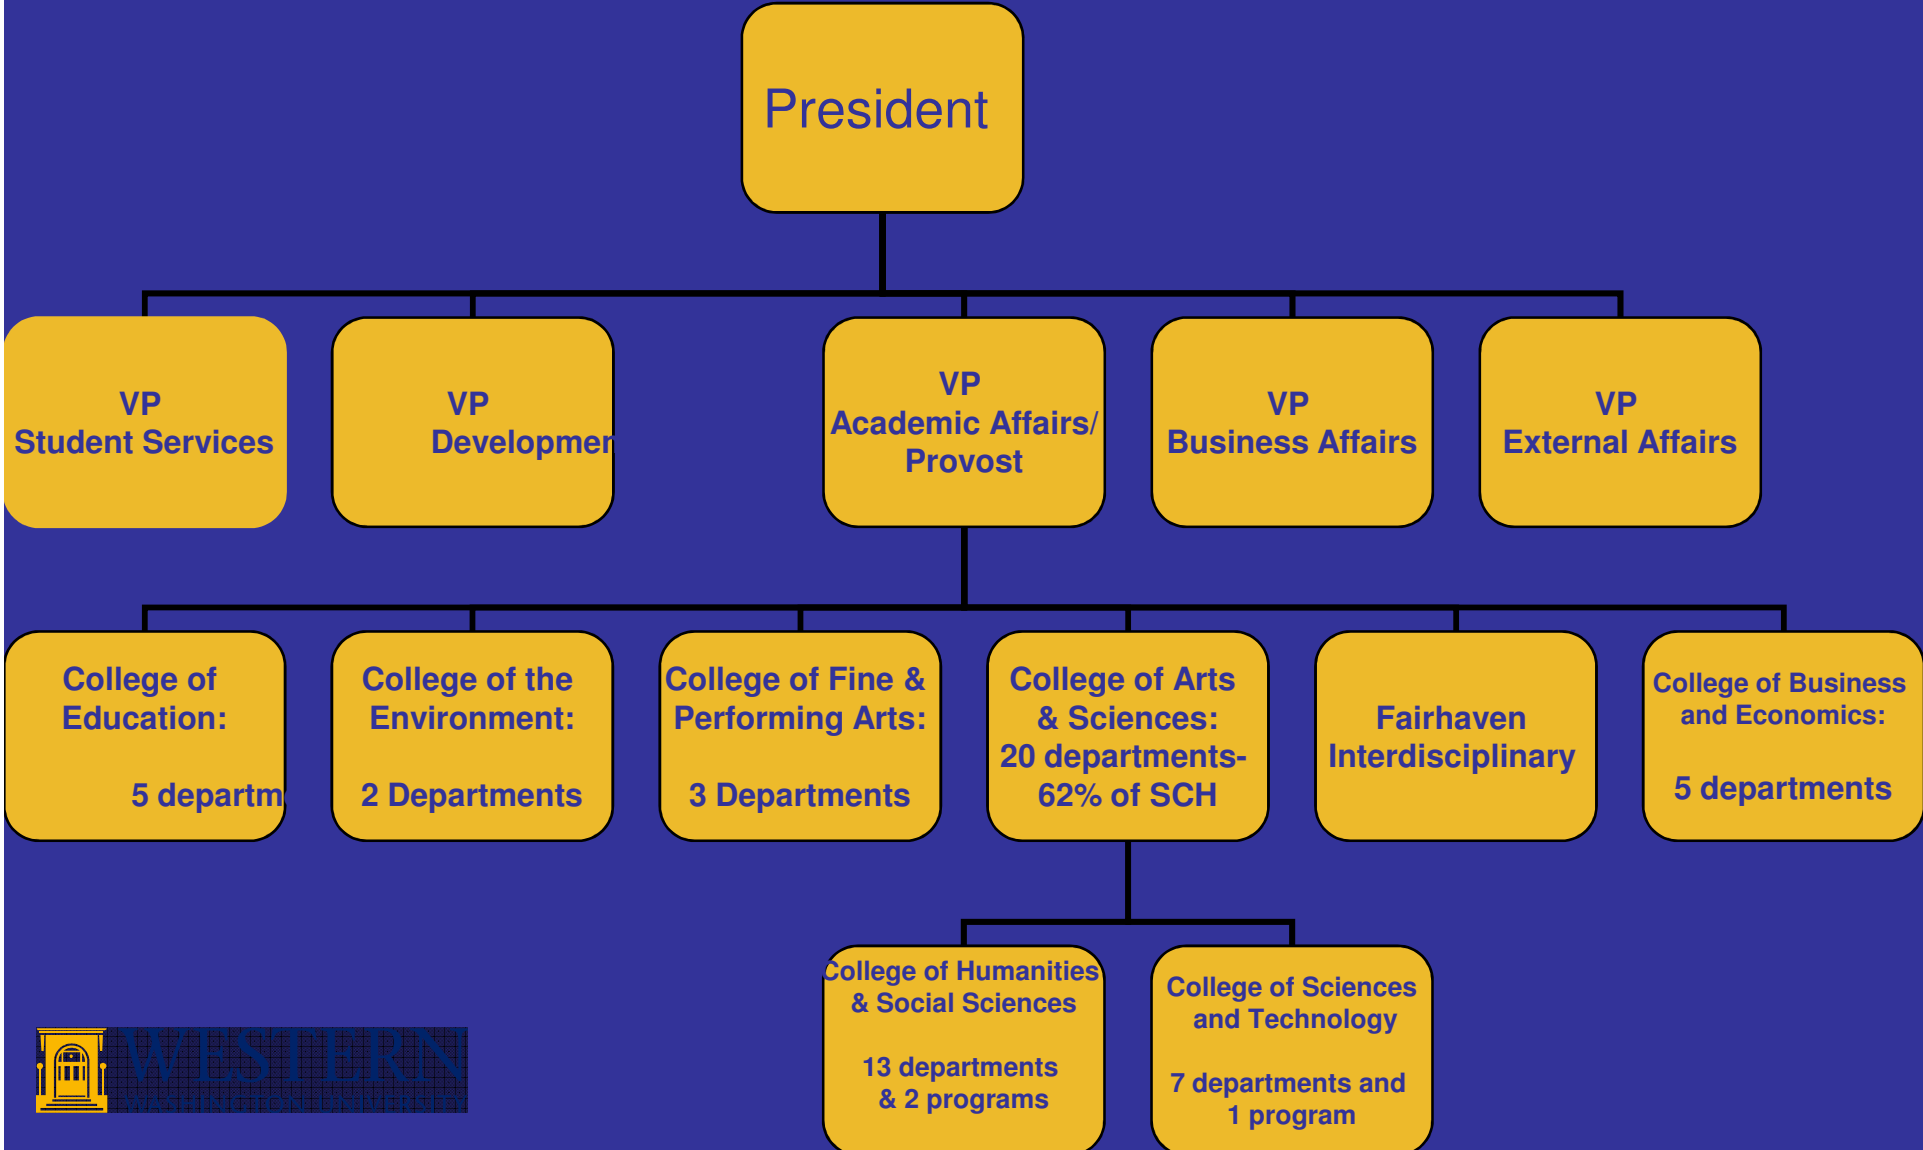 President
VP
Student Services
VP
Developmen
VP
Academic Affairs/
Provost
VP
Business Affairs
VP
External Affairs
College of
Education:
5 departm
College of the
Environment:
2 Departments
College of Fine &
Performing Arts:
3 Departments
College of Arts
& Sciences:
20 departments-
62% of SCH
Fairhaven
Interdisciplinary
College of Business
and Economics:
5 departments
College of Humanities
& Social Sciences
13 departments
& 2 programs
College of Sciences
and Technology
7 departments and
1 program
WESTERN